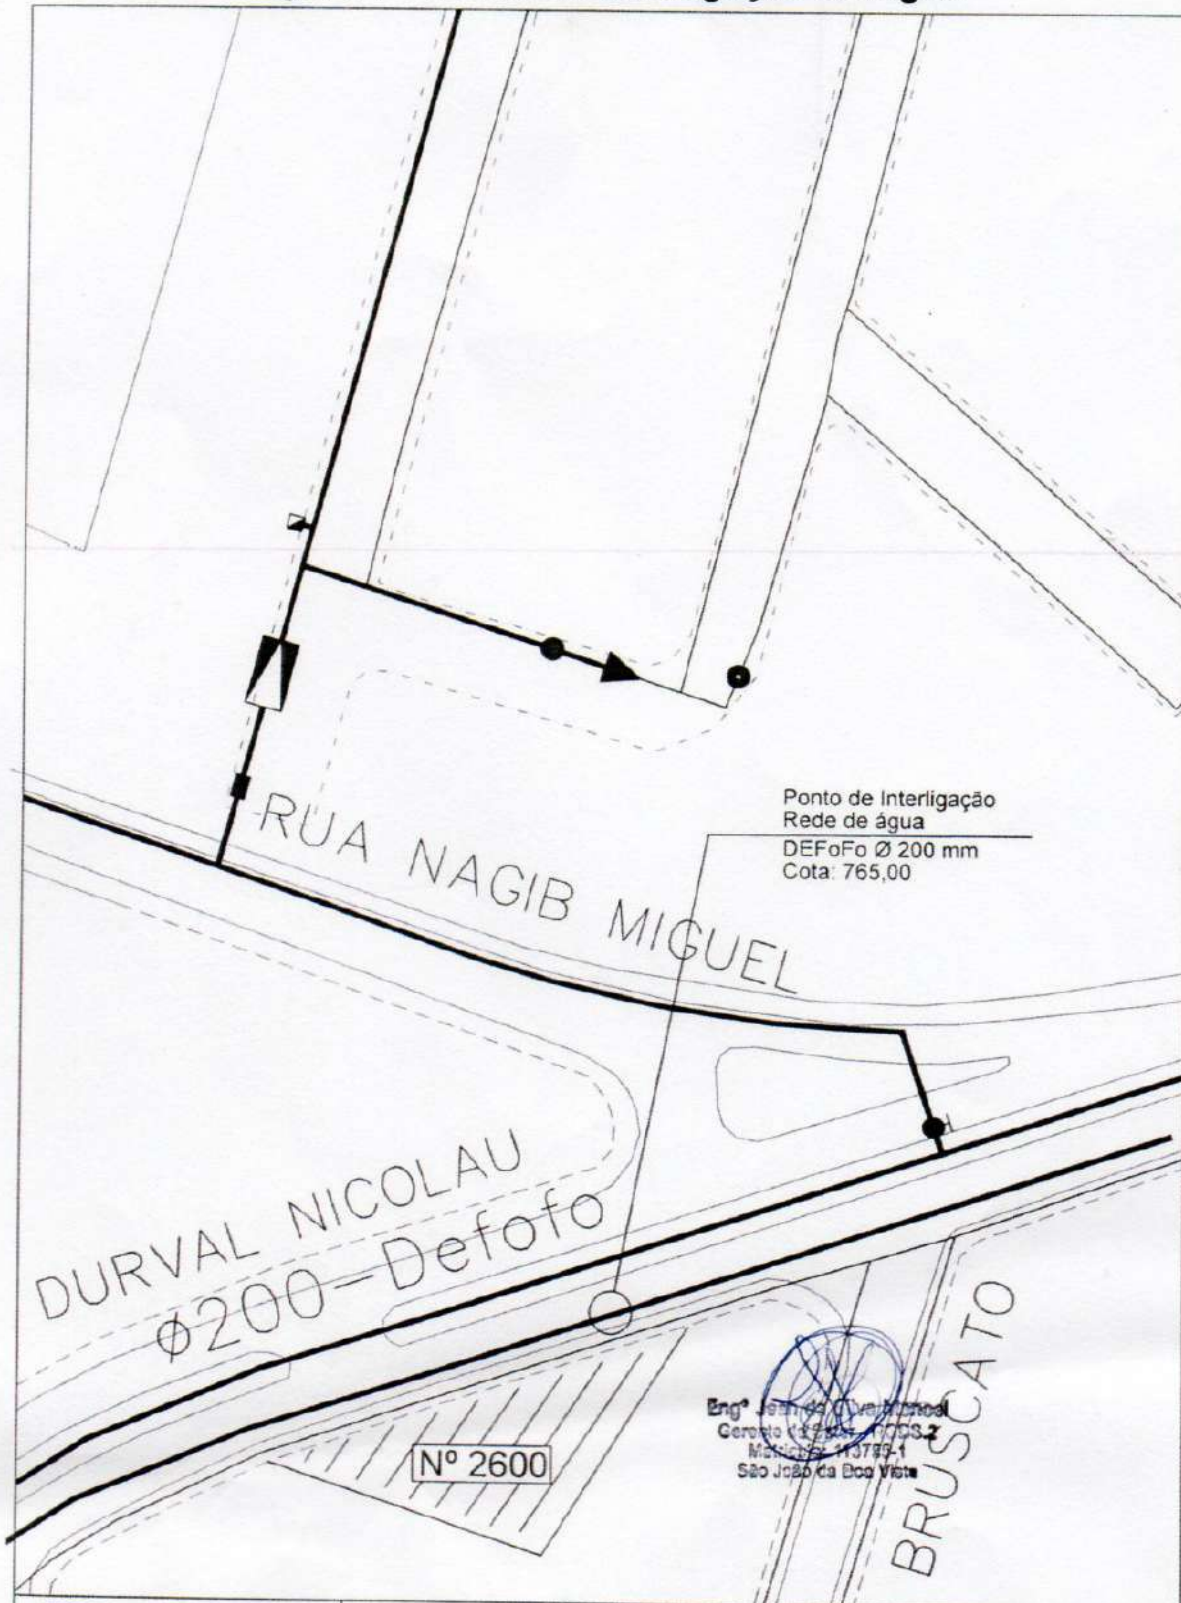 RUA NAGIB MIGUEL
Ponto de Interligação
Rede de água
DEFoFo Ø 200 mm
Cota: 765,00
DURVAL NICOLAU
Ø200-Defofo
Nº 2600
Engº
São João da Boa Vista
BRUSCATO